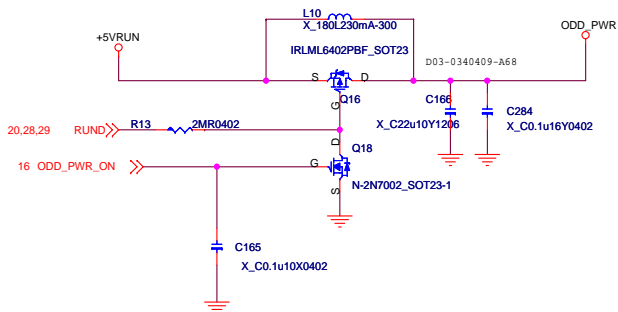 L10
X_180L230mA-300
+5VRUN
ODD_PWR
IRLML6402PBF_SOT23
D03-0340409-A68
S
D
G
Q16
C166
C284
X_C22u10Y1206
X_C0.1u16Y0402
20,28,29 RUND
R13
2MR0402
D
Q18
16 ODD_PWR_ON
G
S
N-2N7002_SOT23-1
C165
X_C0.1u10X0402